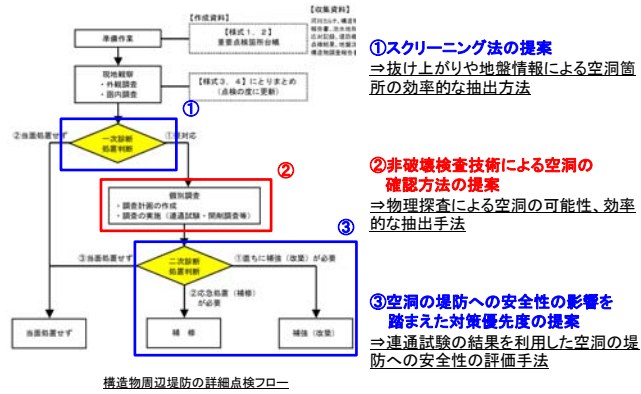 【作成資料】
【収集資料】
準備作業
【様式1、2】
重要点検箇所台帳
現地観察
・外観調査
・函内調査
【様式3、4】にとりまとめ
(点検の度に更新)
①
②当面処置せず
一次診断
処置判断
②
個別調査
・調査計画の作成
・調査の実施(連通試験・開削調査等)
③
③当面処置せず
二次診断
処置判断
①直ちに補強(改築)が必要
②応急処置(補修)
が必要
当面処置せず
補 修
補強(改築)
構造物周辺堤防の詳細点検フロー
①スクリーニング法の提案
⇒抜け上がりや地盤情報による空洞箇
所の効率的な抽出方法
②非破壊検査技術による空洞の
確認方法の提案
⇒物理探査による空洞の可能性、効率
的な抽出手法
③空洞の堤防への安全性の影響を
踏まえた対策優先度の提案
⇒連通試験の結果を利用した空洞の堤
防への安全性の評価手法